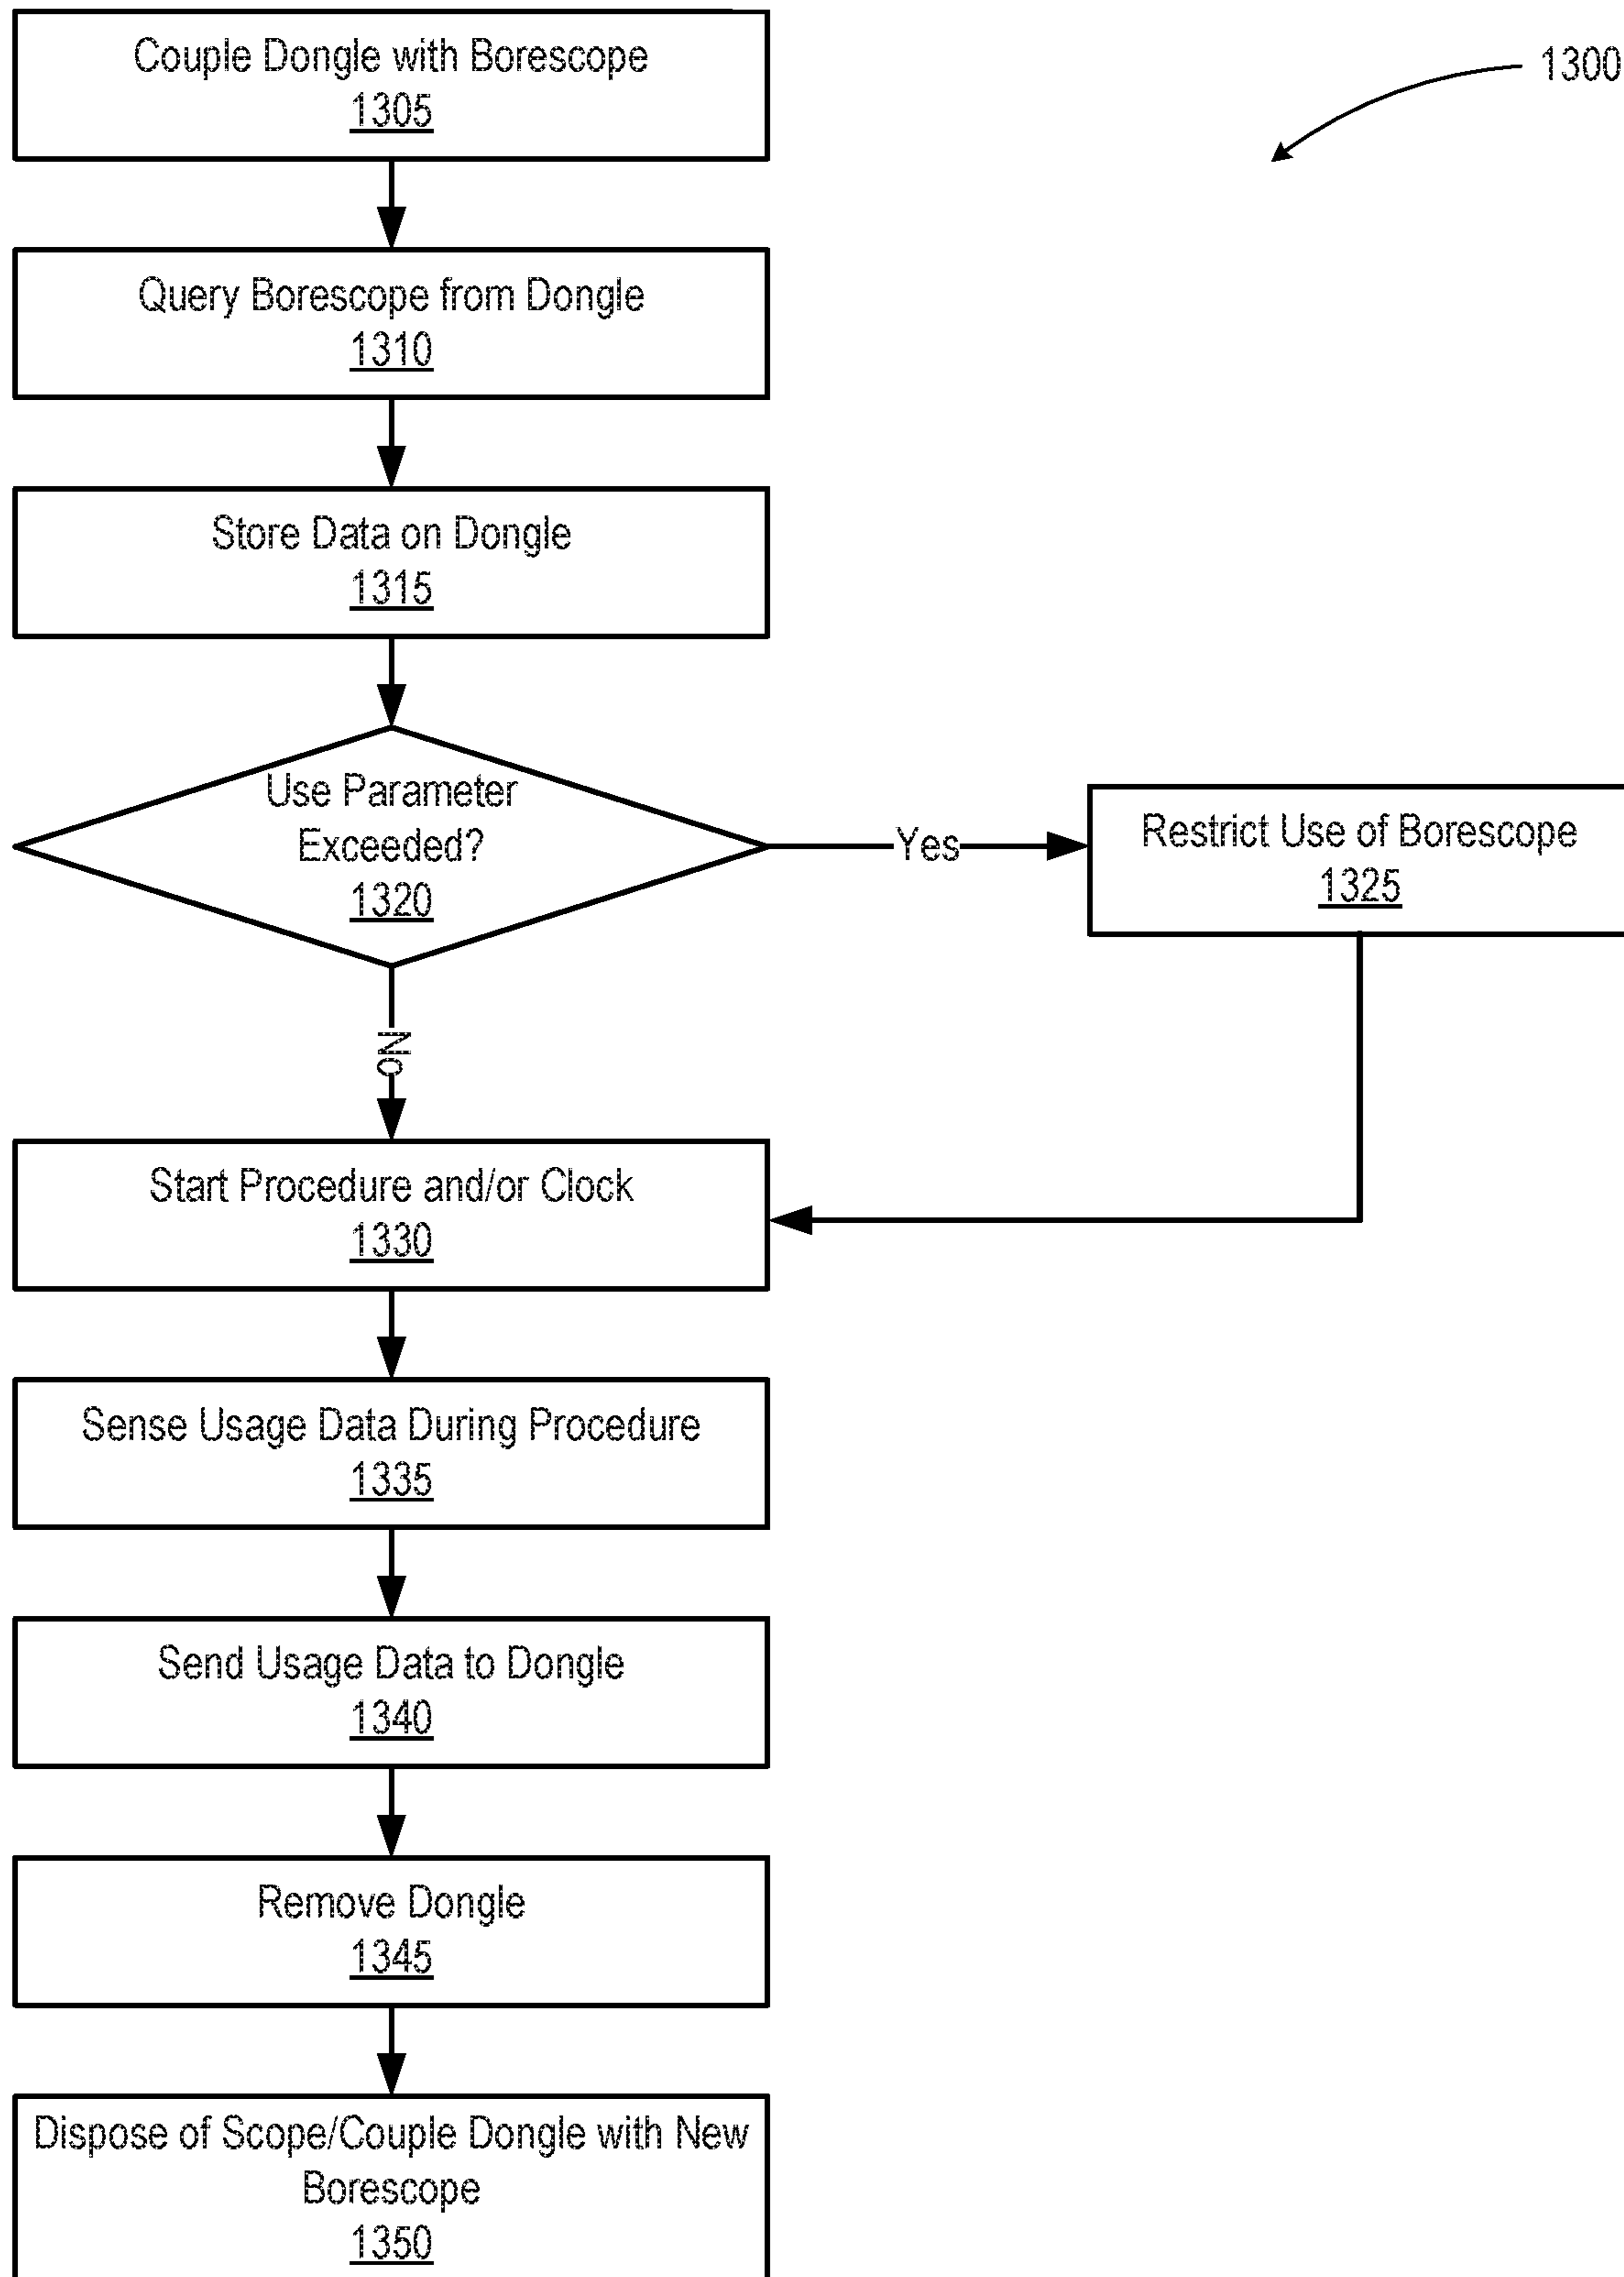 Couple Dongle with Borescope
1305
1300
Query Borescope from Dongle
1310
Store Data on Dongle
1315
Use Parameter
Exceeded?
1320
Yes
Restrict Use of Borescope
1325
No
Start Procedure and/or Clock
1330
Sense Usage Data During Procedure
1335
Send Usage Data to Dongle
1340
Remove Dongle
1345
Dispose of Scope/Couple Dongle with New
Borescope
1350